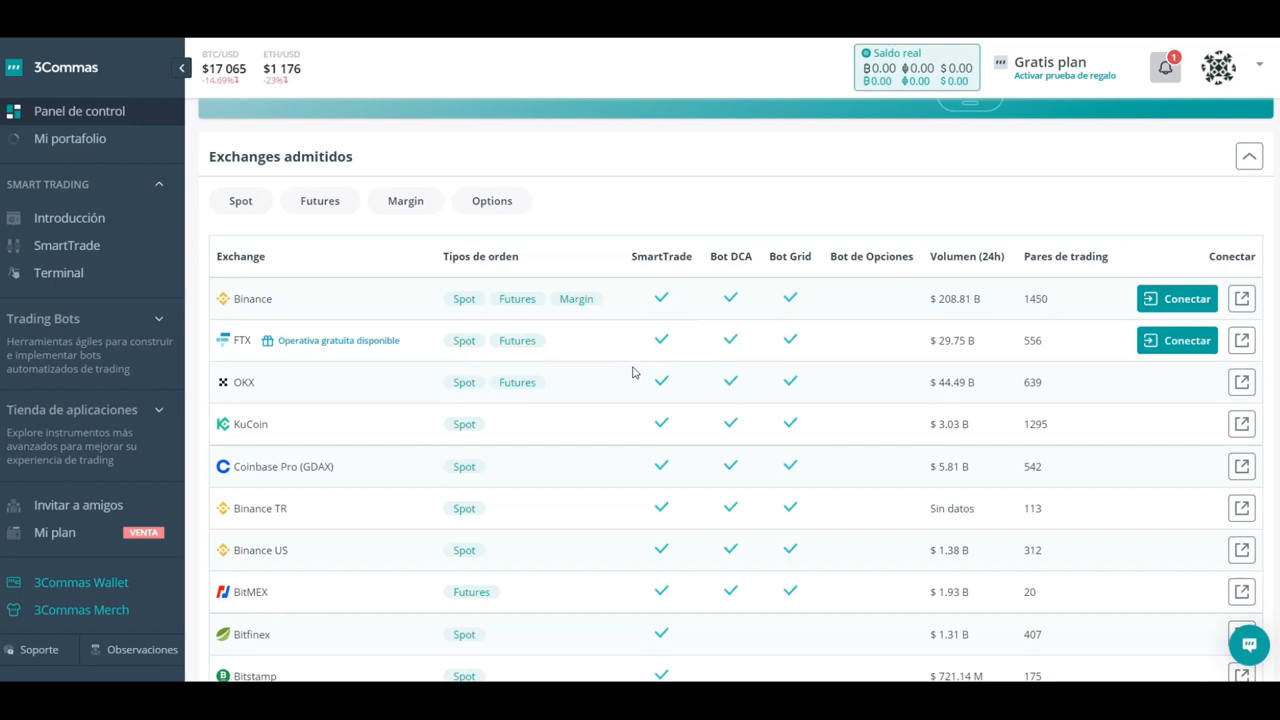 3Commas
BTC/USD
$17 065
-14.69%
ETH/USD
$1 176
-23%
Saldo real
0.00 0.00 $ 0.00
0.00 0.00 $ 0.00
Gratis plan
Activar prueba de regalo
1
Panel de control
Mi portafolio
SMART TRADING
Introducción
SmartTrade
Terminal
Trading Bots
Herramientas ágiles para construir
e implementar bots
automatizados de trading
Tienda de aplicaciones
Explore instrumentos más
avanzados para mejorar su
experiencia de trading
Invitar a amigos
Mi plan VENTA
3Commas Wallet
3Commas Merch
Soporte Observaciones
Exchanges admitidos
Spot Futures Margin Options
Exchange Tipos de orden SmartTrade Bot DCA Bot Grid Bot de Opciones Volumen (24h) Pares de trading Conectar
Binance Spot Futures Margin $ 208.81 B 1450 Conectar
FTX Operativa gratuita disponible Spot Futures $ 29.75 B 556 Conectar
OKX Spot Futures $ 44.49 B 639
KuCoin Spot $ 3.03 B 1295
Coinbase Pro (GDAX) Spot $ 5.81 B 542
Binance TR Spot Sin datos 113
Binance US Spot $ 1.38 B 312
BitMEX Futures $ 1.93 B 20
Bitfinex Spot $ 1.31 B 407
Bitstamp Spot $ 721.14 M 175